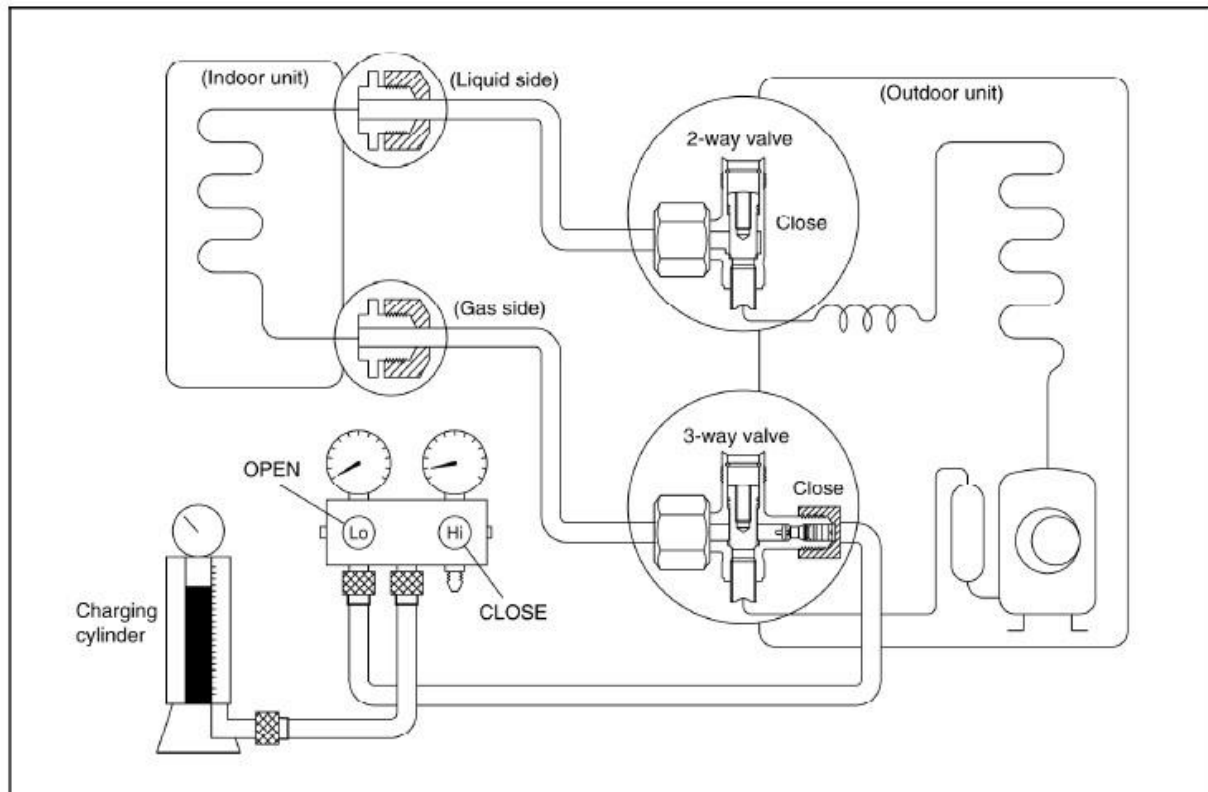 (Indoor unit)
(Liquid side)
(Outdoor unit)
2-way valve
Close
(Gas side)
3-way valve
Close
OPEN
Lo
Hi
CLOSE
Charging
cylinder